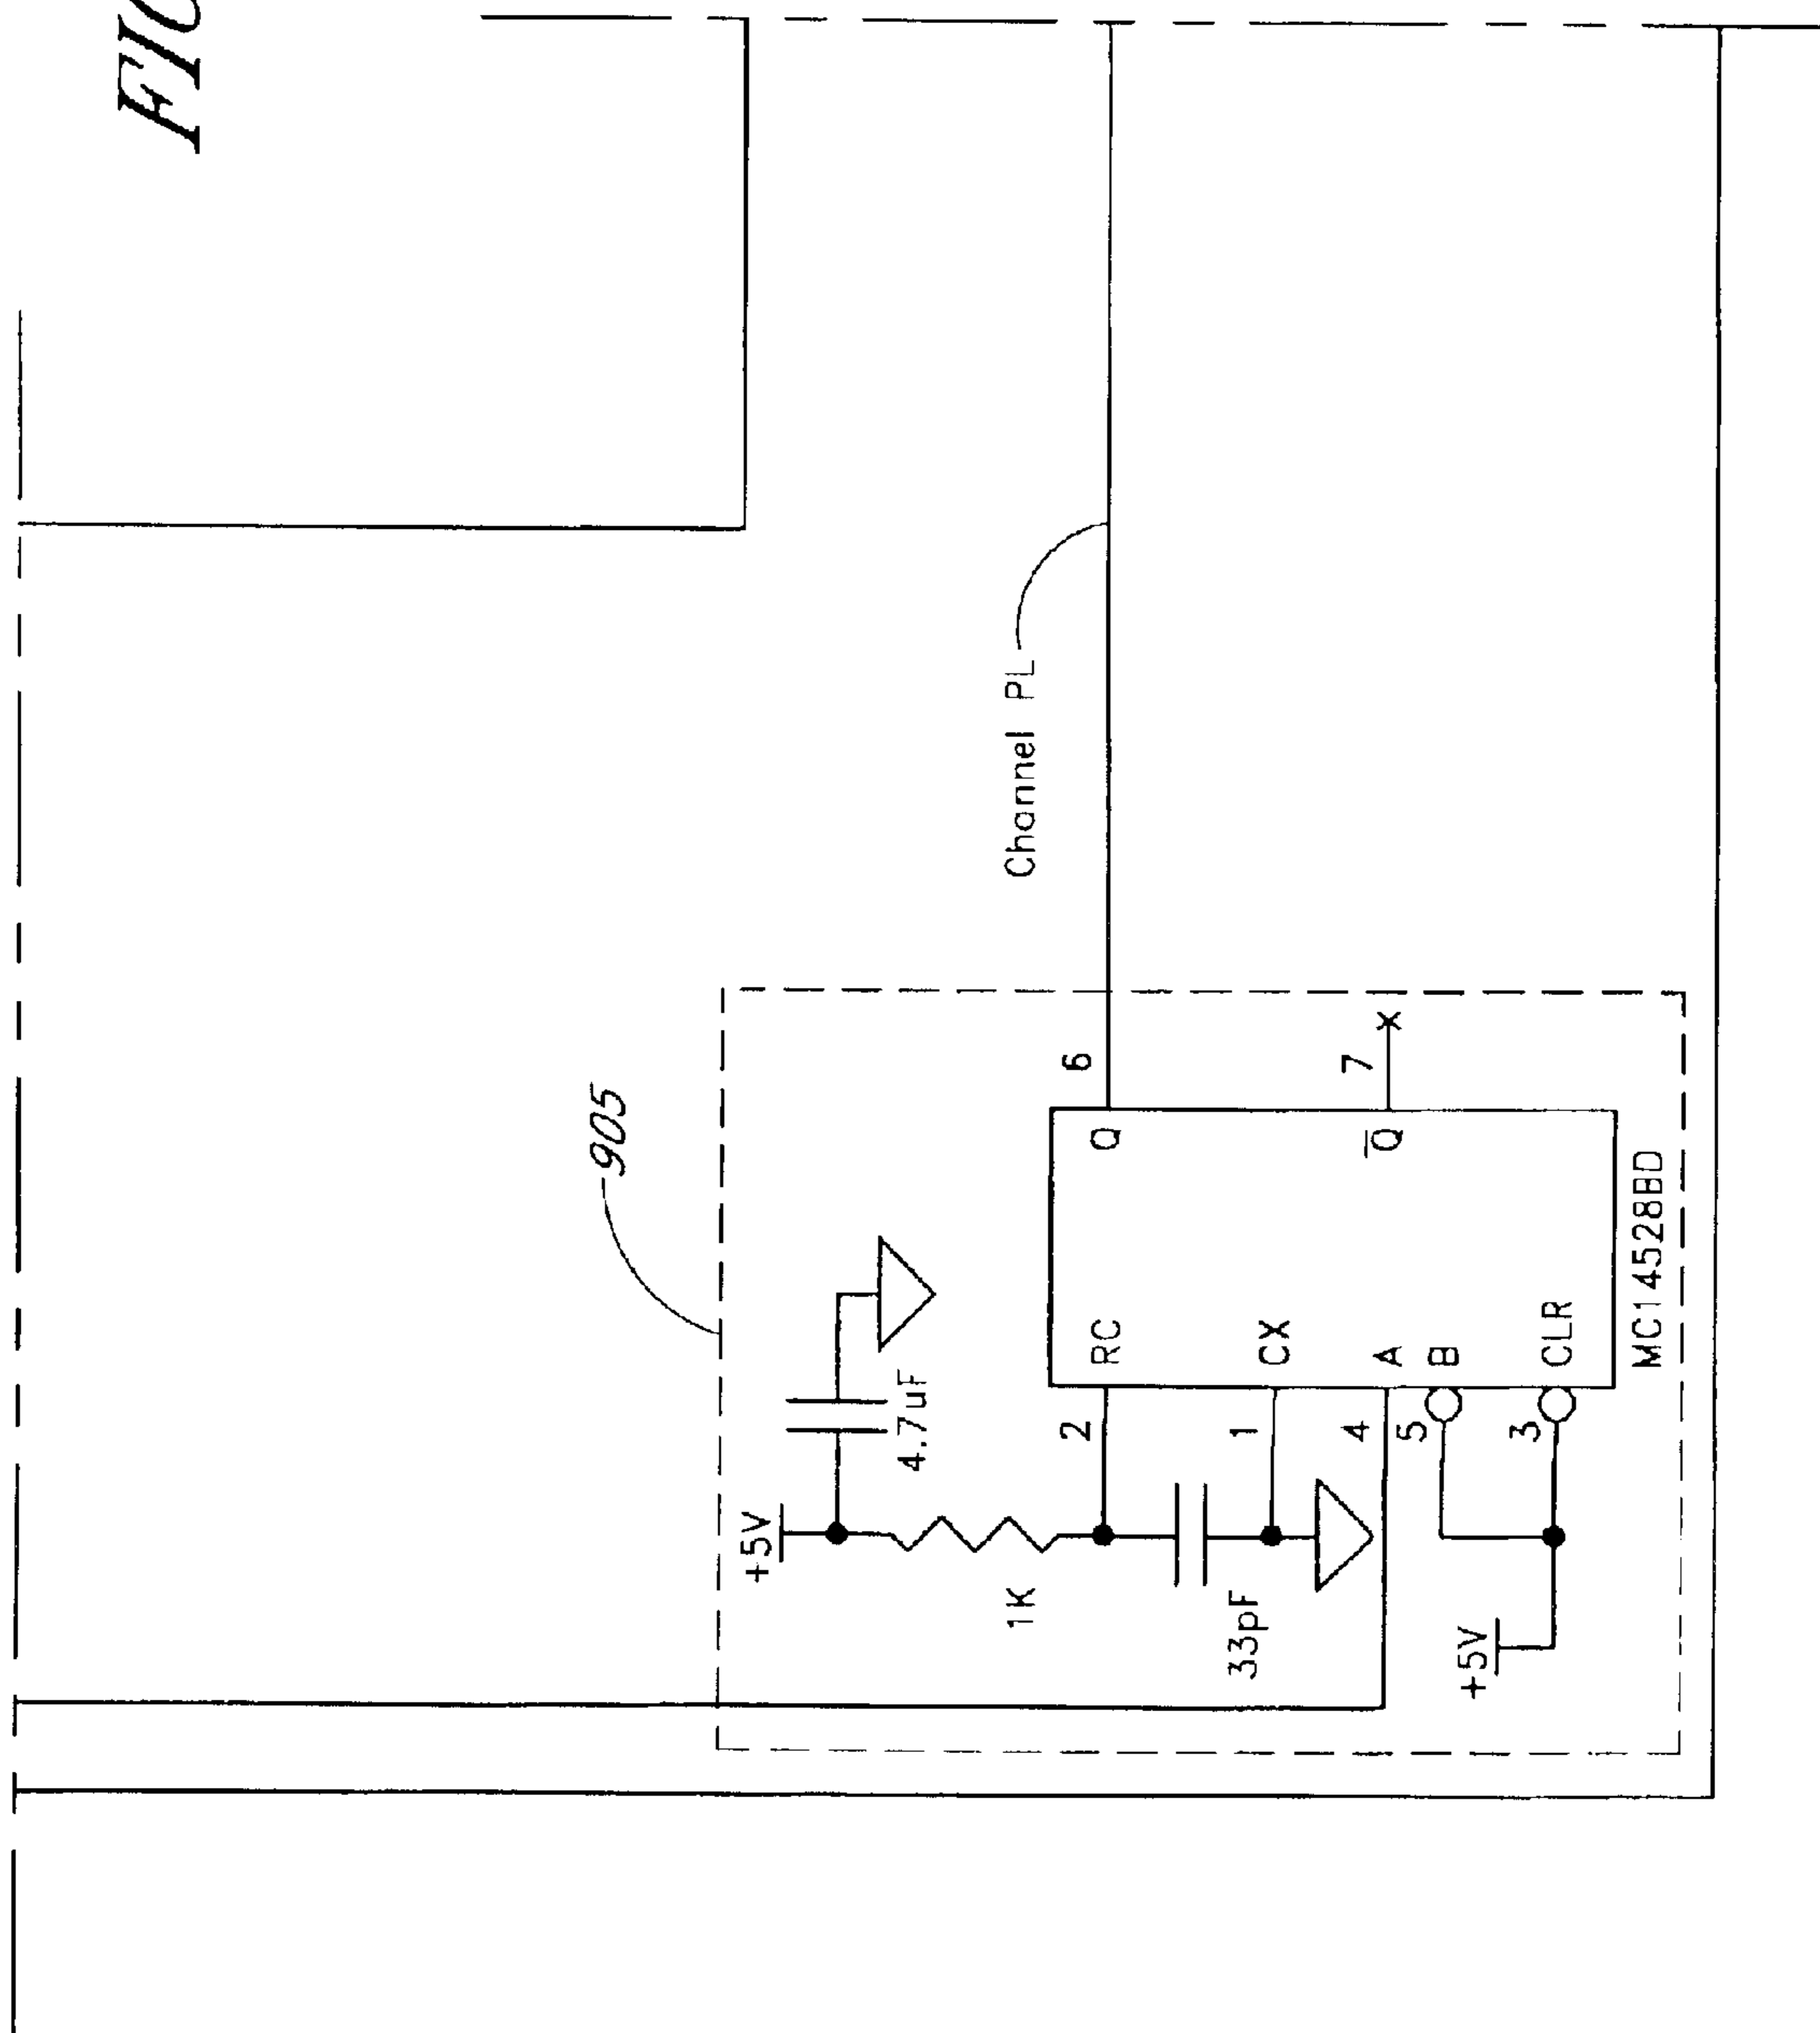 905
Channel PL
+5V
4.7uF
1K
33pF
+5V
2
1
4
5
3
RC
CX
A
B
CLR
Q
Q̅
6
7
MC14528BD